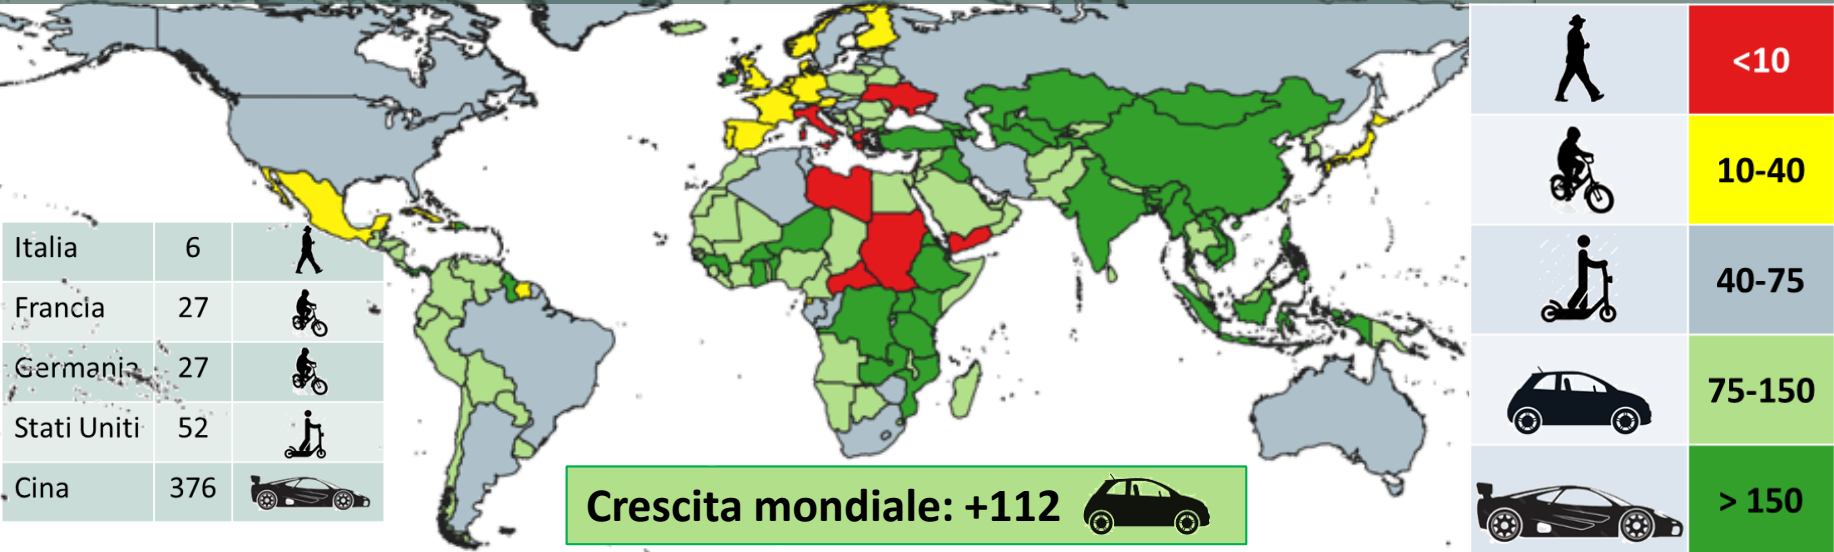 Italia 6
Francia 27
Germania 27
Stati Uniti 52
Cina 376
Crescita mondiale: +112
<10
10-40
40-75
75-150
> 150